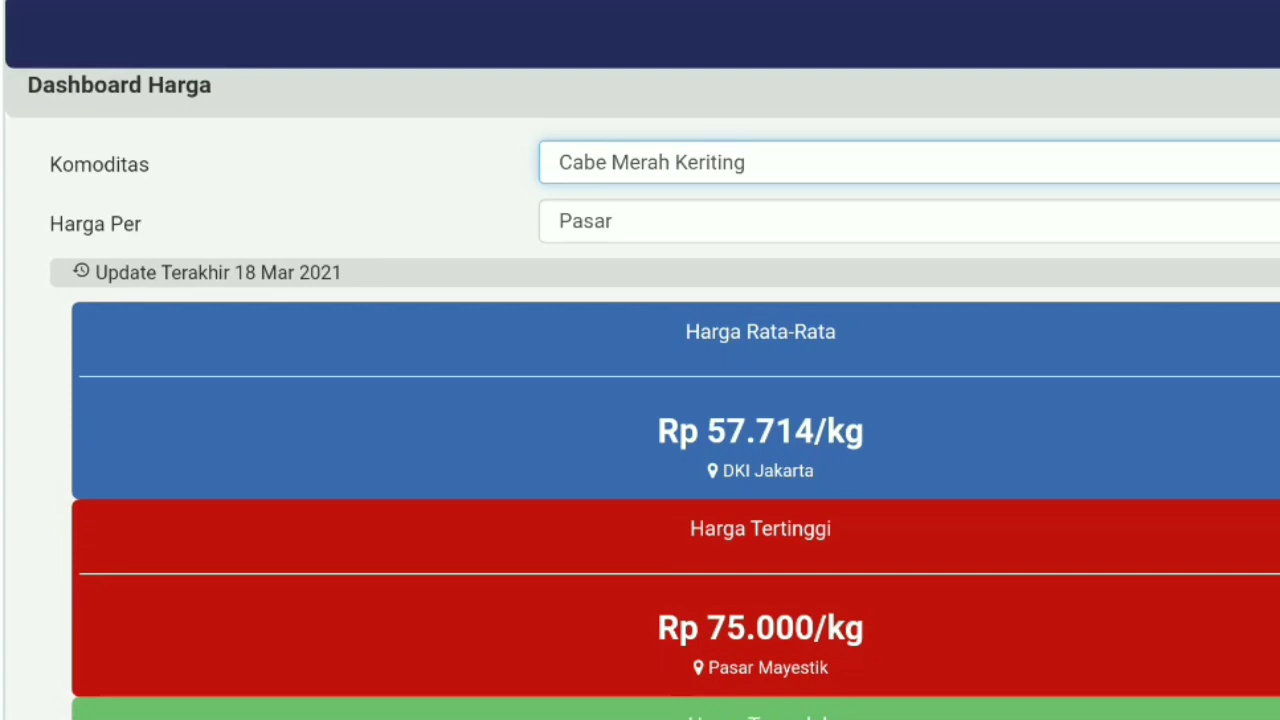 Dashboard Harga
Komoditas
Cabe Merah Keriting
Harga Per
Pasar
Update Terakhir 18 Mar 2021
Harga Rata-Rata
Rp 57.714/kg
DKI Jakarta
Harga Tertinggi
Rp 75.000/kg
Pasar Mayestik